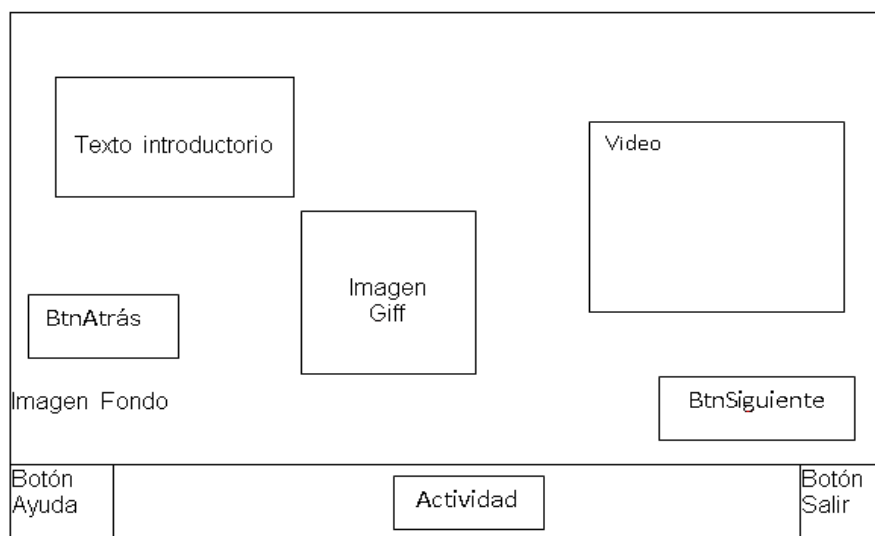 Texto introductorio
Video
Imagen
Giff
BtnAtrás
Imagen Fondo
BtnSiguiente
Botón
Ayuda
Actividad
Botón
Salir